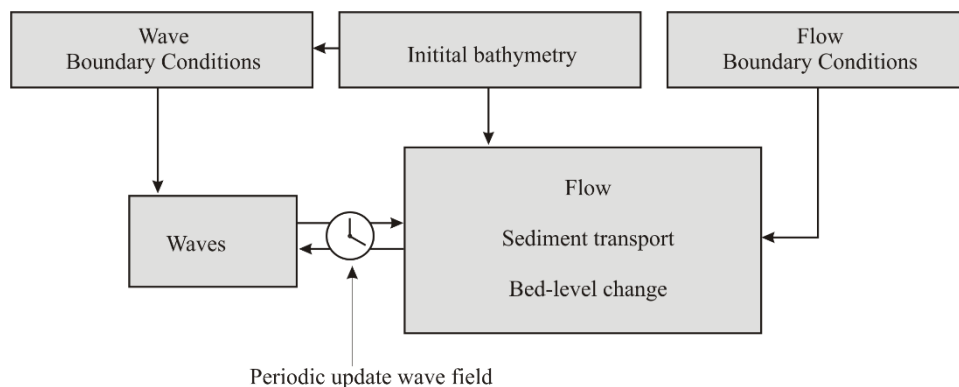 Wave
Boundary Conditions
Initital bathymetry
Flow
Boundary Conditions
Waves
Flow
Sediment transport
Bed-level change
Periodic update wave field